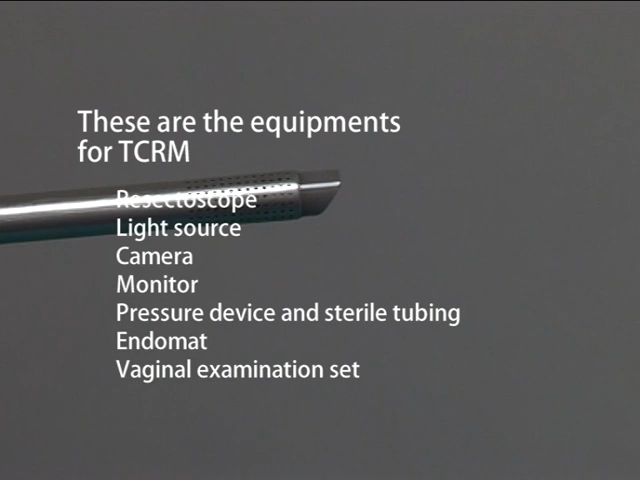 These are the equipments
for TCRM
Resectoscope
Light source
Camera
Monitor
Pressure device and sterile tubing
Endomat
Vaginal examination set